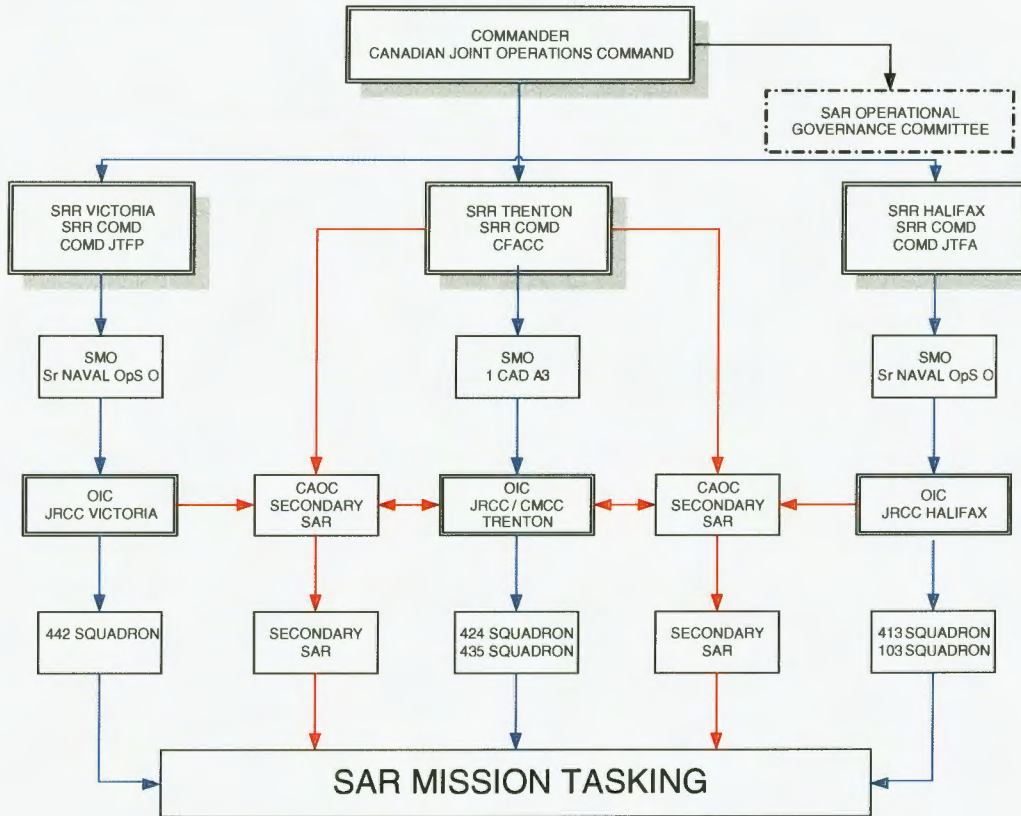 COMMANDER
CANADIAN JOINT OPERATIONS COMMAND
SAR OPERATIONAL
GOVERNANCE COMMITTEE
SRR VICTORIA
SRR COMD
COMD JTFP
SRR TRENTON
SRR COMD
CFACC
SRR HALIFAX
SRR COMD
COMD JTFA
SMO
Sr NAVAL OpS O
SMO
1 CAD A3
SMO
Sr NAVAL OpS O
OIC
JRCC VICTORIA
CAOC
SECONDARY
SAR
OIC
JRCC / CMCC
TRENTON
CAOC
SECONDARY
SAR
OIC
JRCC HALIFAX
442 SQUADRON
SECONDARY
SAR
424 SQUADRON
435 SQUADRON
SECONDARY
SAR
413 SQUADRON
103 SQUADRON
SAR MISSION TASKING